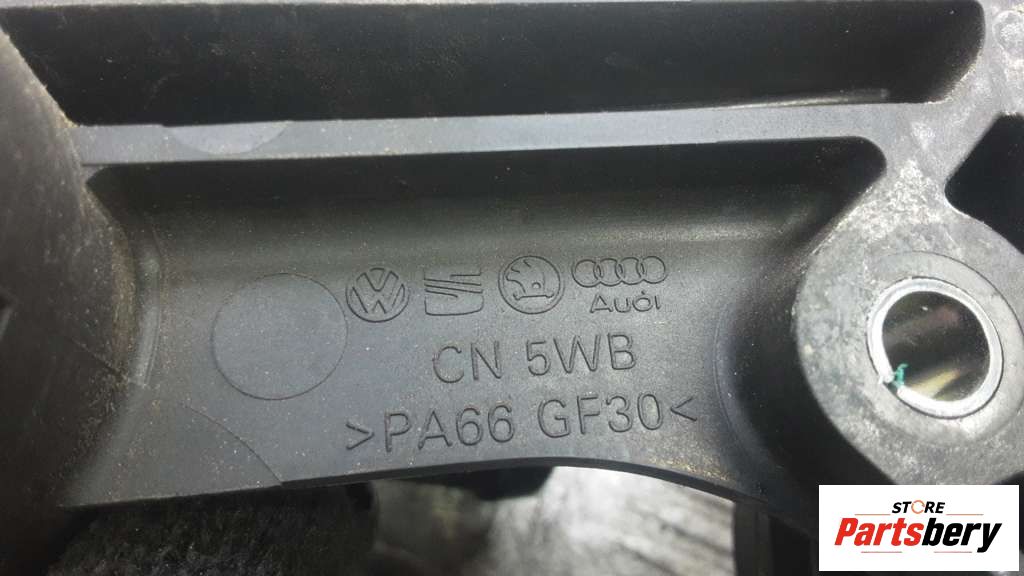 Audi
CN 5WB
>PA66 GF30<
STORE
Partsbery